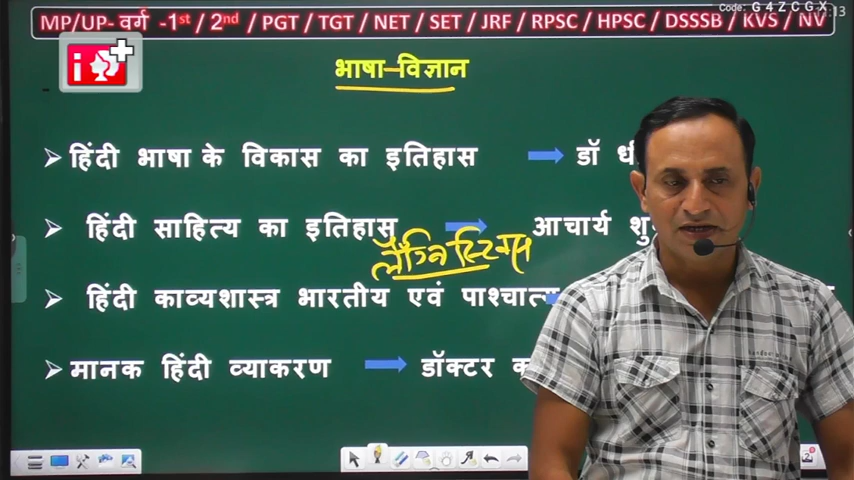 Code: G4ZCGX
MP/UP- वर्ग -1st / 2nd / PGT / TGT / NET / SET / JRF / RPSC / HPSC / DSSSB / KVS / NV
भाषा-विज्ञान
➢ हिंदी भाषा के विकास का इतिहास ➡ डॉ
➢ हिंदी साहित्य का इतिहास ➡ आचार्य
लैंग्विस्टिक्स
➢ हिंदी काव्यशास्त्र भारतीय एवं पाश्चात्य
➢ मानक हिंदी व्याकरण ➡ डॉक्टर